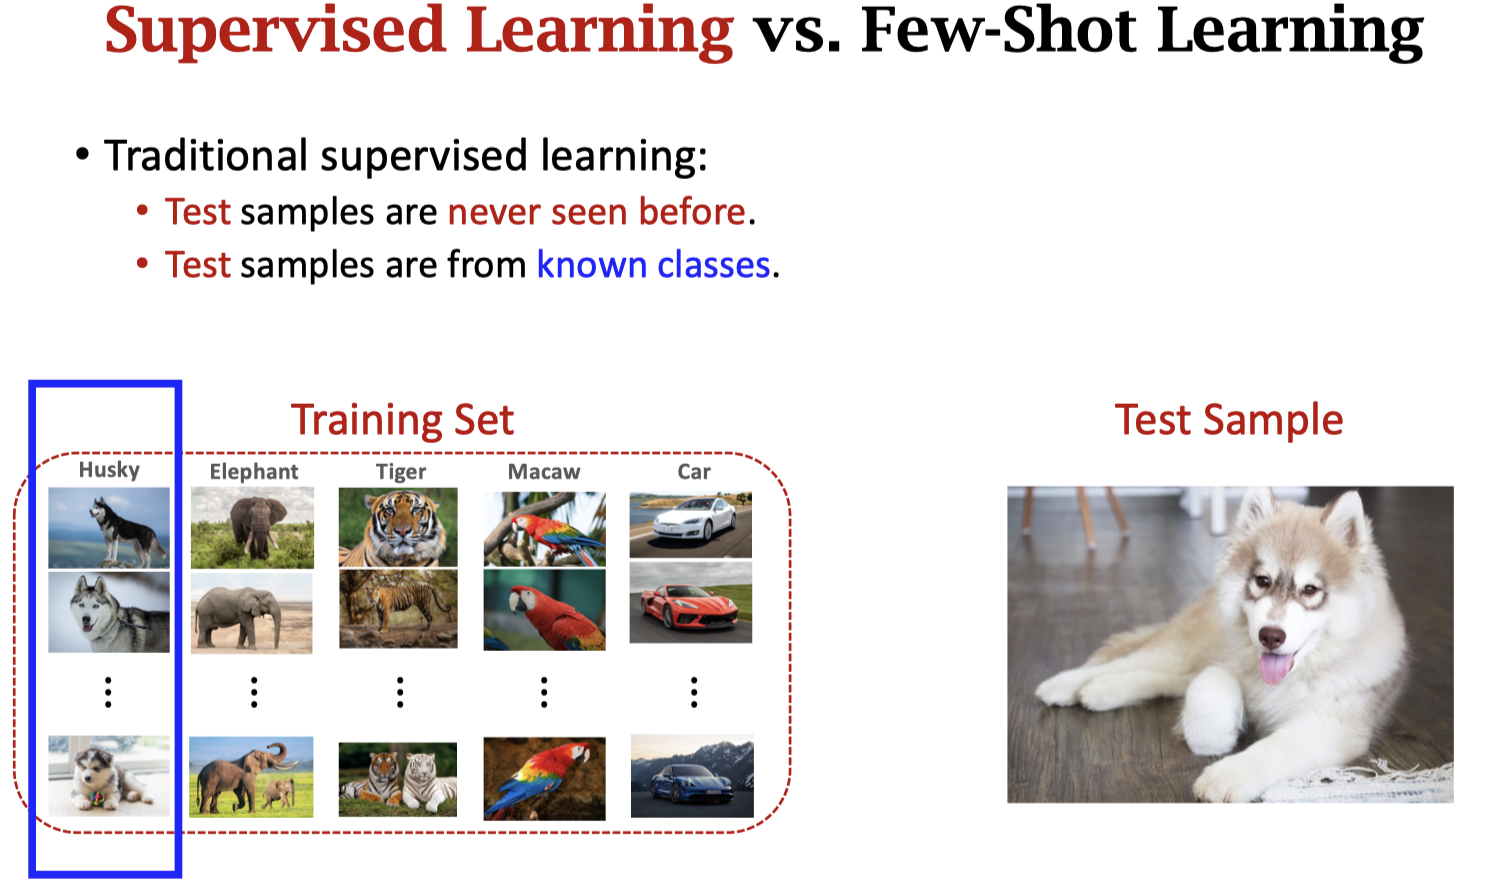 Supervised Learning vs. Few-Shot Learning
• Traditional supervised learning:
• Test samples are never seen before.
• Test samples are from known classes.
Training Set
Test Sample
Husky Elephant Tiger Macaw Car